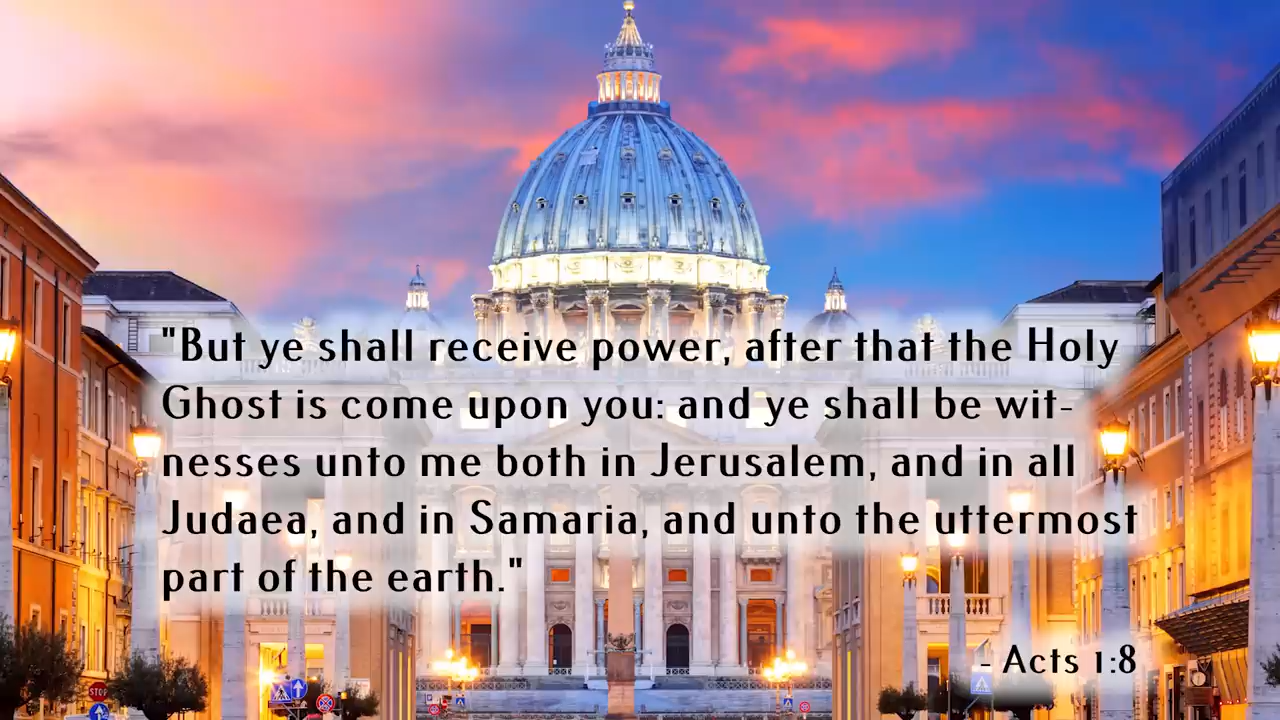 "But ye shall receive power, after that the Holy
Ghost is come upon you: and ye shall be wit-
nesses unto me both in Jerusalem, and in all
Judaea, and in Samaria, and unto the uttermost
part of the earth."
- Acts 1:8
STOP